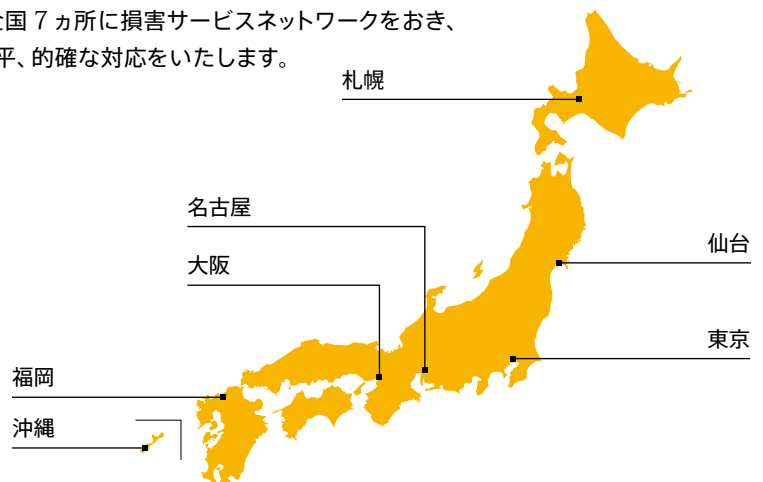 全国7ヵ所に損害サービスネットワークをおき、
平、的確な対応をいたします。
札幌
名古屋
仙台
大阪
東京
福岡
沖縄